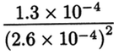 1.3 × 10⁻⁴
(2.6 × 10⁻⁴)²